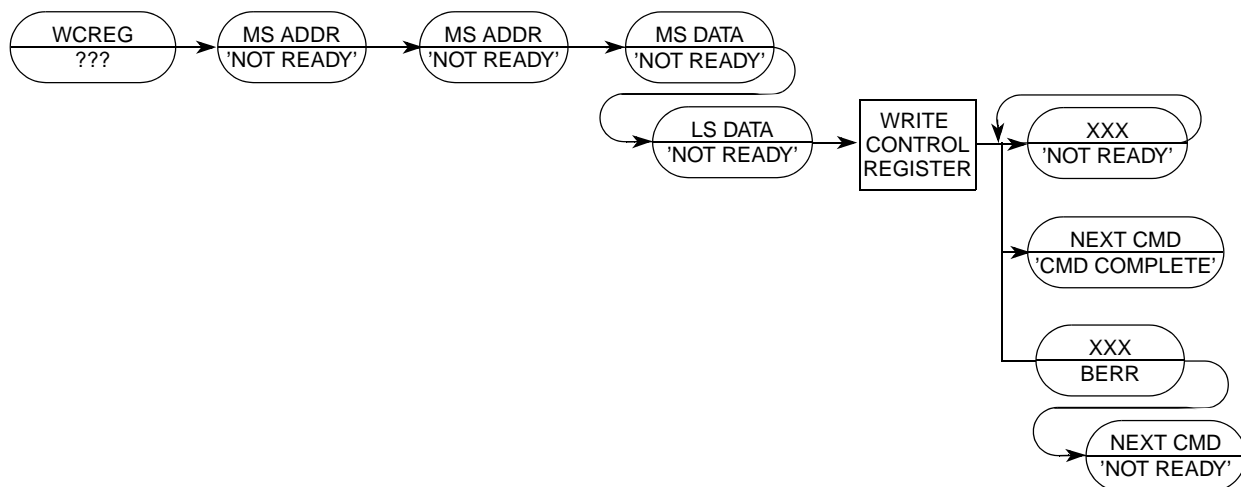 WCREG
???
MS ADDR
'NOT READY'
MS ADDR
'NOT READY'
MS DATA
'NOT READY'
LS DATA
'NOT READY'
WRITE
CONTROL
REGISTER
XXX
'NOT READY'
NEXT CMD
'CMD COMPLETE'
XXX
BERR
NEXT CMD
'NOT READY'